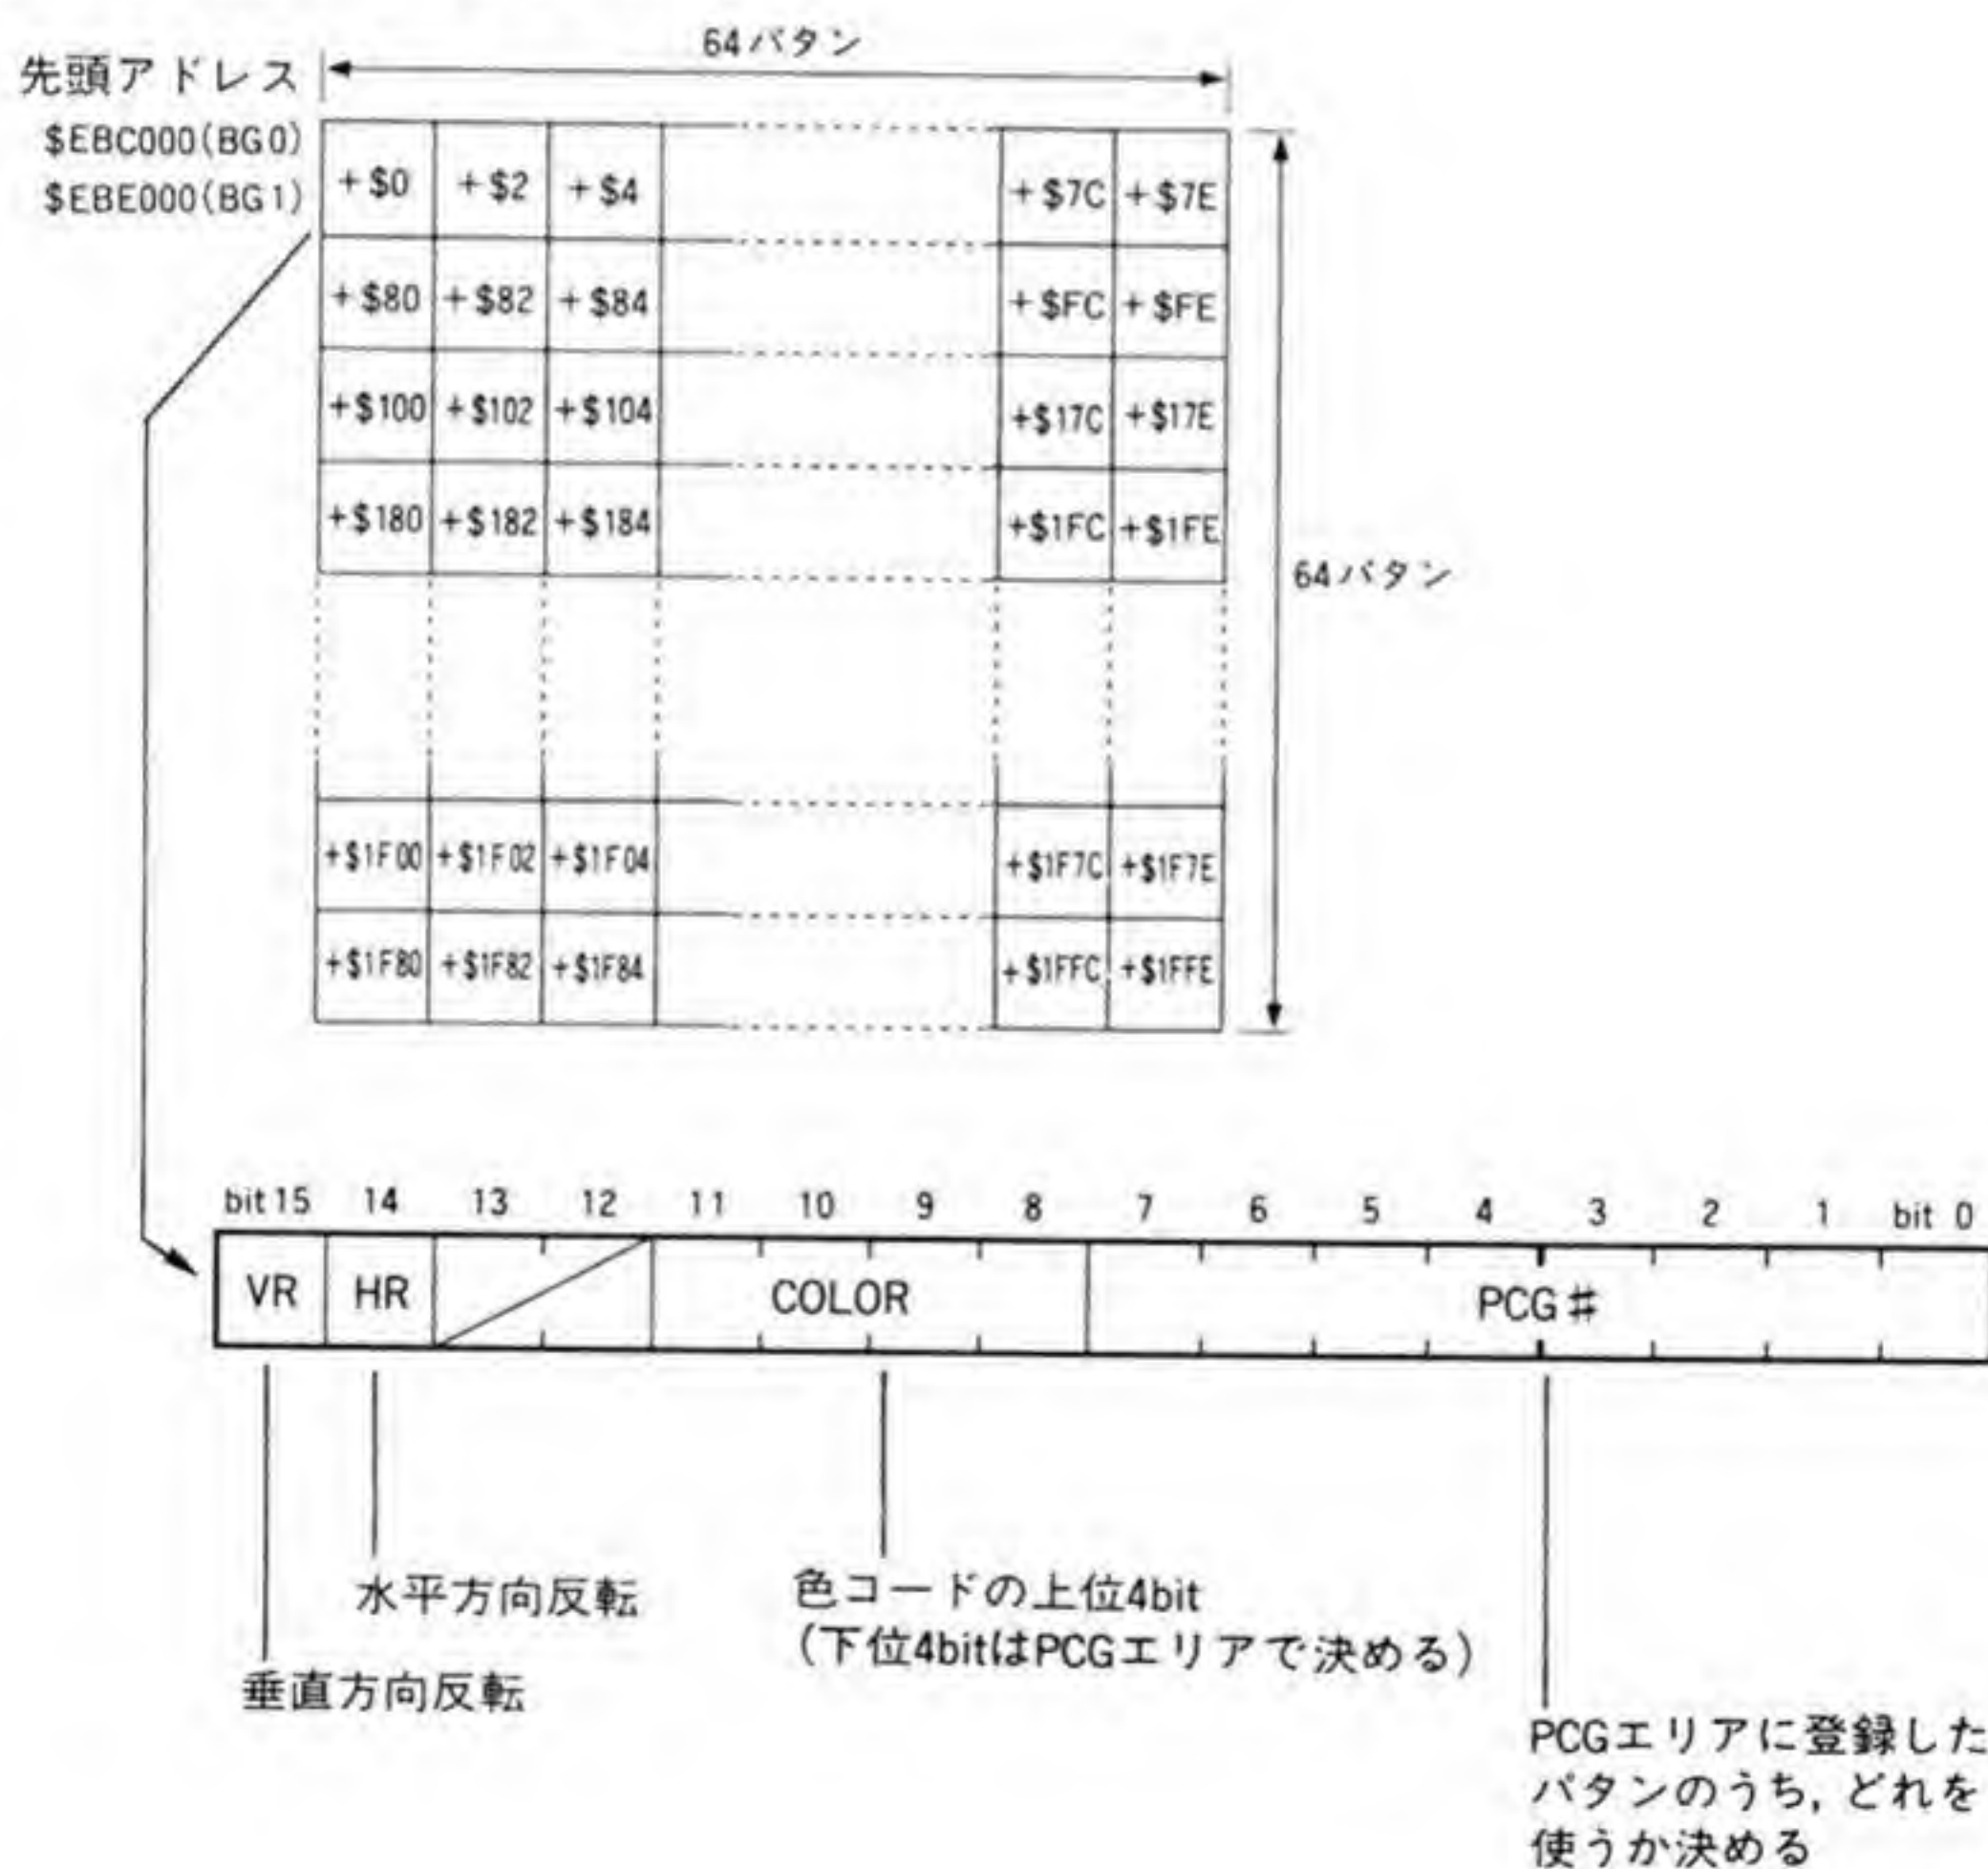 64パタン
先頭アドレス
$EBC000(BG0)
$EBE000(BG1)
+$0 +$2 +$4 +$7C +$7E
+$80 +$82 +$84 +$FC +$FE
+$100 +$102 +$104 +$17C +$17E
+$180 +$182 +$184 +$1FC +$1FE
64パタン
+$1F00 +$1F02 +$1F04 +$1F7C +$1F7E
+$1F80 +$1F82 +$1F84 +$1FFC +$1FFE
bit 15 14 13 12 11 10 9 8 7 6 5 4 3 2 1 bit 0
VR HR COLOR PCG#
水平方向反転
垂直方向反転
色コードの上位4bit
(下位4bitはPCGエリアで決める)
PCGエリアに登録した
パタンのうち, どれを
使うか決める